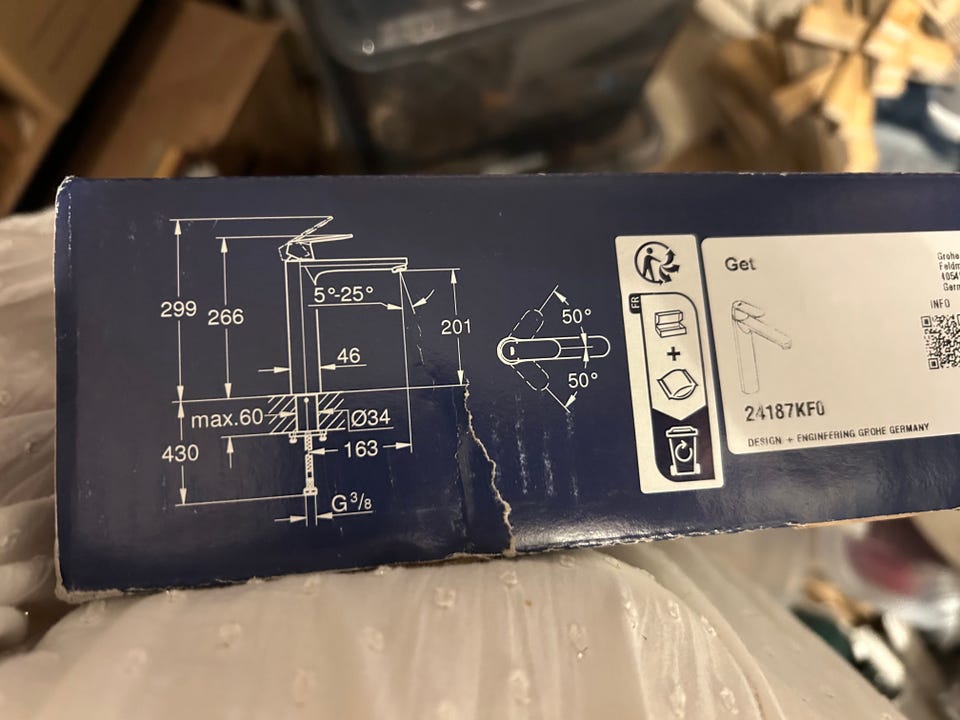 299
266
5°-25°
201
46
max.60
Ø34
430
163
G 3/8
50°
50°
FR
+
Get
24187KF0
DESIGN + ENGINEERING GROHE GERMANY
Grohe
INFO